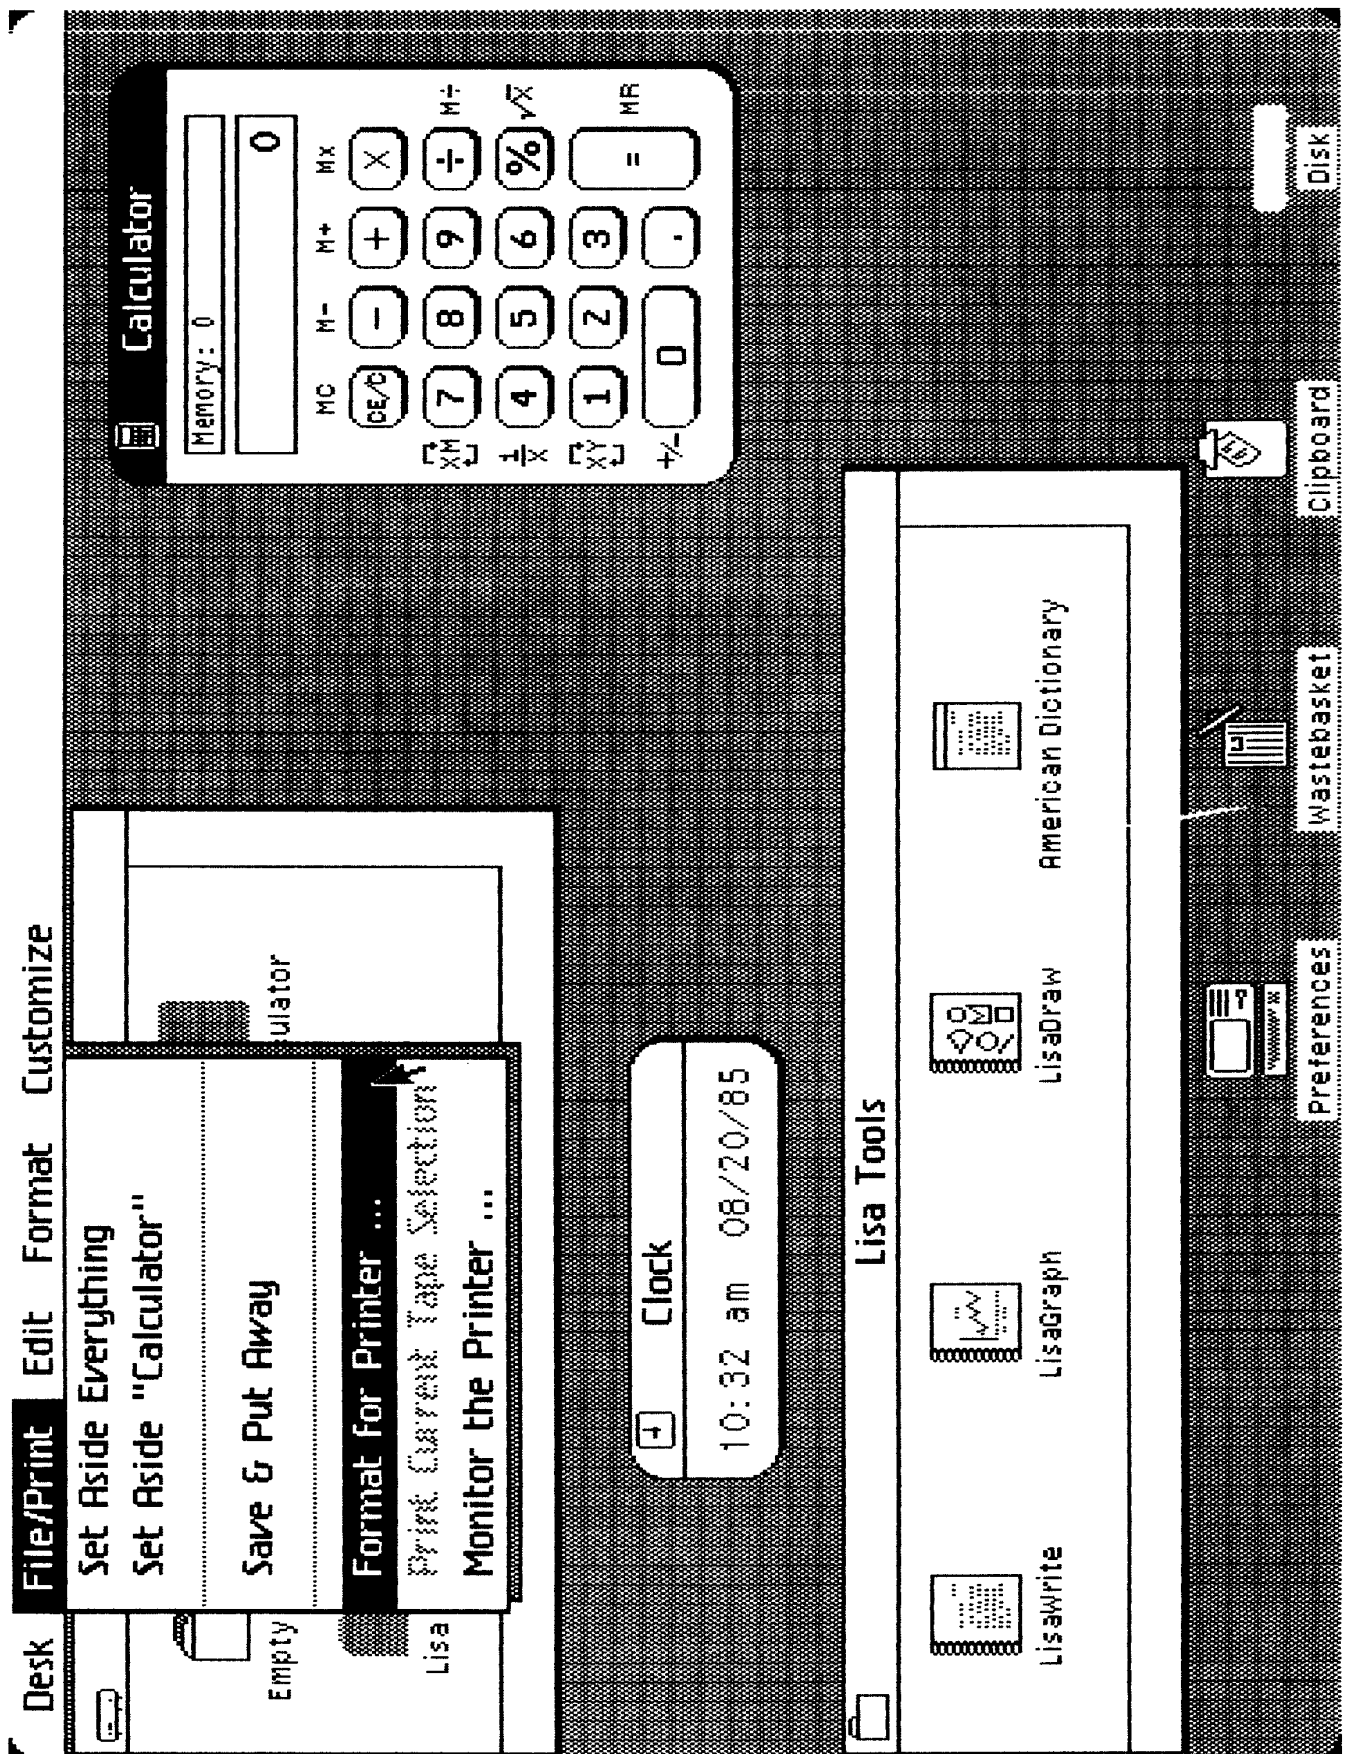 Desk File/Print Edit Format Customize
Set Aside Everything
Set Aside "Calculator"
Save & Put Away
Format for Printer ...
Print Current Tape Selection
Monitor the Printer ...
Empty
ulator
Lisa
Calculator
Memory: 0
0
MC M- M+ Mx
CE/C - + X
XM 7 8 9 ÷ M÷
1/X 4 5 6 % √X
XY 1 2 3 = MR
+/- 0 .
Clock
10:32 am 08/20/85
Lisa Tools
LisaWrite LisaGraph LisaDraw American Dictionary
Preferences Wastebasket Clipboard Disk